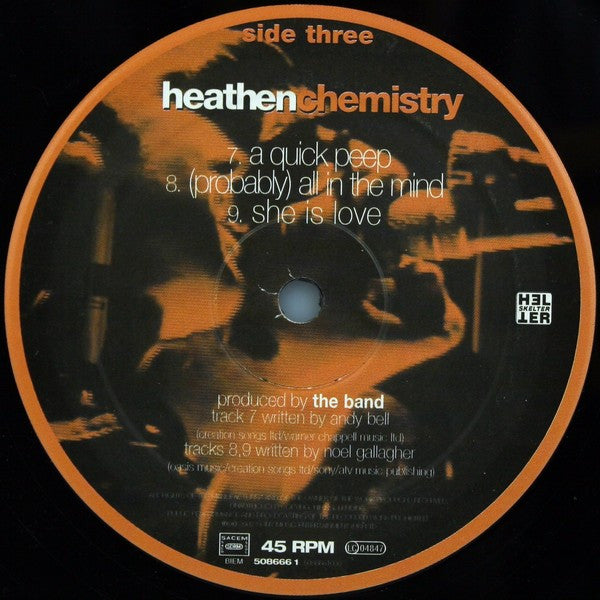 side three
heathenchemistry
7. a quick peep
8. (probably) all in the mind
9. she is love
HEL
SKELTER
TER
produced by the band
track 7 written by andy bell
(creation songs ltd/warner chappell music ltd)
tracks 8,9 written by noel gallagher
(oasis music/creation songs ltd/sony/atv music publishing)
SACEM
BIEM
45 RPM
508666 1
LC 04847